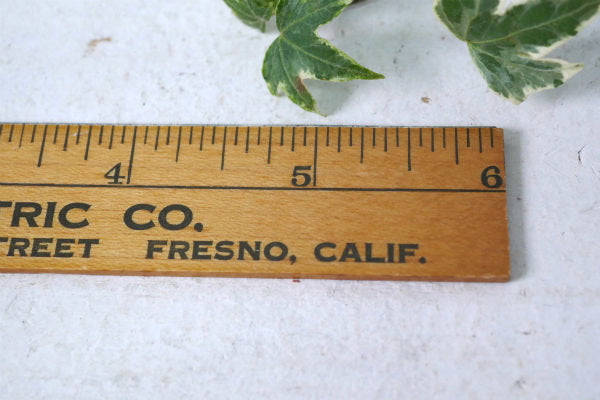 4 5 6
TRIC CO.
TREET FRESNO, CALIF.